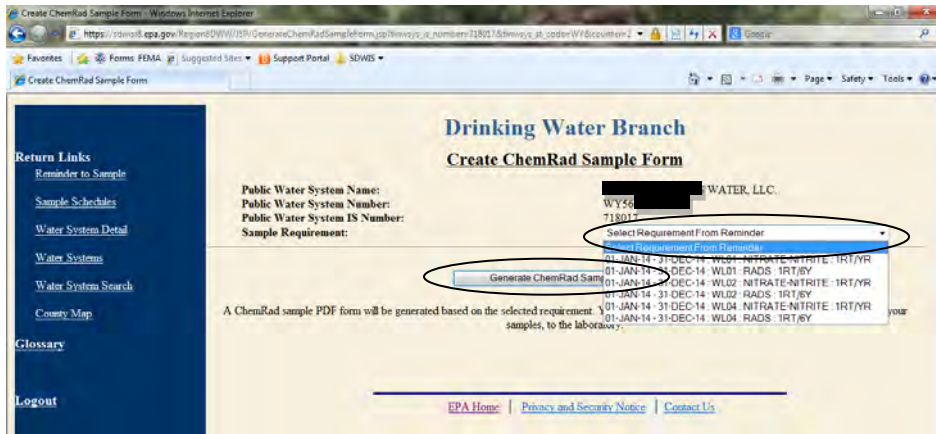 Create ChemRad Sample Form - Windows Internet Explorer
Favorites Forms FEMA Suggested Sites Support Portal SDWIS
Create ChemRad Sample Form
Page Safety Tools
Drinking Water Branch
Create ChemRad Sample Form
Return Links
Reminder to Sample
Sample Schedules
Water System Detail
Water Systems
Water System Search
County Map
Glossary
Logout
Public Water System Name: WATER, LLC.
Public Water System Number: WY56
Public Water System IS Number: 718017
Sample Requirement: Select Requirement From Reminder
Select Requirement From Reminder
01-JAN-14 - 31-DEC-14 : WL01 : NITRATE-NITRITE : 1RT/YR
01-JAN-14 - 31-DEC-14 : WL01 : RADS : 1RT/6Y
01-JAN-14 - 31-DEC-14 : WL02 : NITRATE-NITRITE : 1RT/YR
01-JAN-14 - 31-DEC-14 : WL02 : RADS : 1RT/6Y
01-JAN-14 - 31-DEC-14 : WL04 : NITRATE-NITRITE : 1RT/YR
01-JAN-14 - 31-DEC-14 : WL04 : RADS : 1RT/6Y
Generate ChemRad Samp
A ChemRad sample PDF form will be generated based on the selected requirement. Y your
samples, to the laboratory.
EPA Home | Privacy and Security Notice | Contact Us